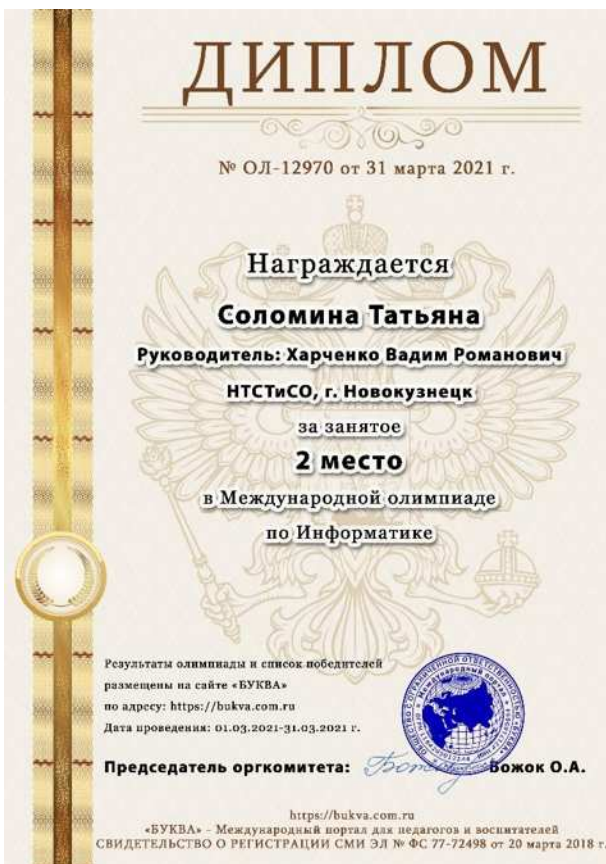 ДИПЛОМ
№ ОЛ-12970 от 31 марта 2021 г.
Награждается
Соломина Татьяна
Руководитель: Харченко Вадим Романович
НТСТиСО, г. Новокузнецк
за занятое
2 место
в Международной олимпиаде
по Информатике
Результаты олимпиады и список победителей
размещены на сайте «БУКВА»
по адресу: https://bukva.com.ru
Дата проведения: 01.03.2021-31.03.2021 г.
Председатель оргкомитета: Божок О.А.
https://bukva.com.ru
«БУКВА» - Международный портал для педагогов и воспитателей
СВИДЕТЕЛЬСТВО О РЕГИСТРАЦИИ СМИ ЭЛ № ФС 77-72498 от 20 марта 2018 г.